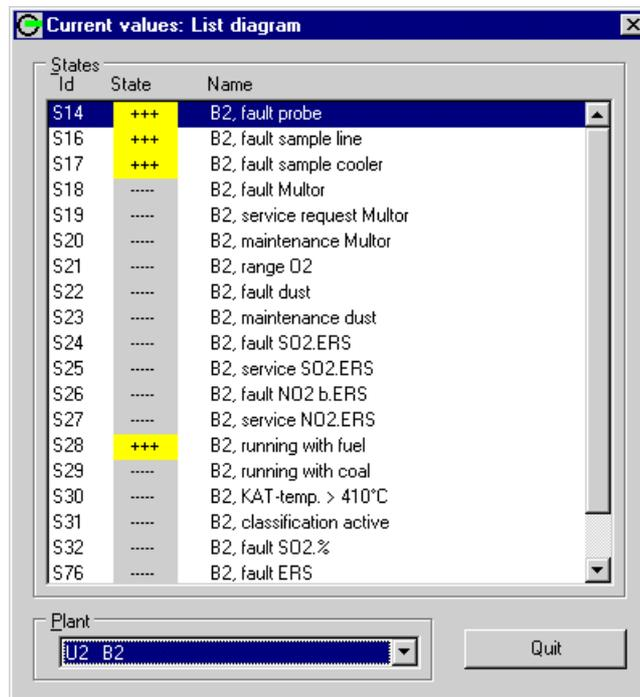 Current values: List diagram
States
Id State Name
S14 +++ B2, fault probe
S16 +++ B2, fault sample line
S17 +++ B2, fault sample cooler
S18 ----- B2, fault Multor
S19 ----- B2, service request Multor
S20 ----- B2, maintenance Multor
S21 ----- B2, range O2
S22 ----- B2, fault dust
S23 ----- B2, maintenance dust
S24 ----- B2, fault SO2.ERS
S25 ----- B2, service SO2.ERS
S26 ----- B2, fault NO2 b.ERS
S27 ----- B2, service NO2.ERS
S28 +++ B2, running with fuel
S29 ----- B2, running with coal
S30 ----- B2, KAT-temp. > 410°C
S31 ----- B2, classification active
S32 ----- B2, fault SO2.%
S76 ----- B2, fault ERS
Plant
U2 B2
Quit